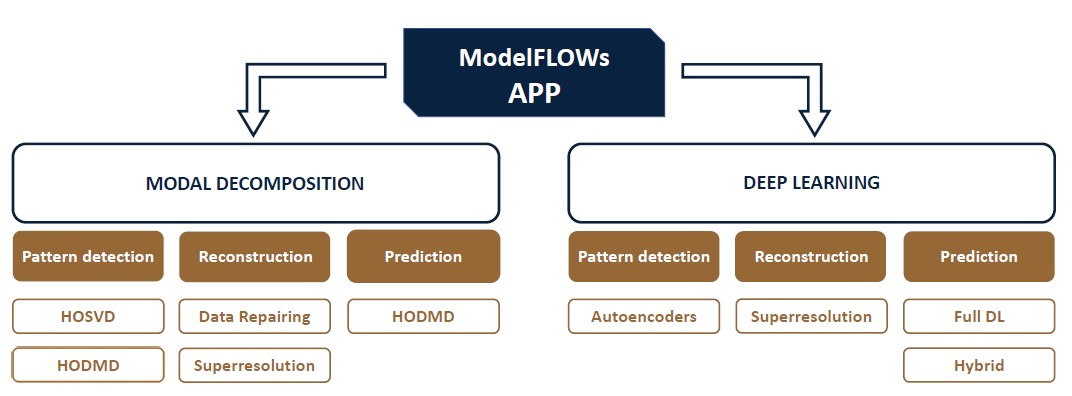 ModelFLOWs
APP
MODAL DECOMPOSITION
DEEP LEARNING
Pattern detection
Reconstruction
Prediction
Pattern detection
Reconstruction
Prediction
HOSVD
Data Repairing
HODMD
Autoencoders
Superresolution
Full DL
HODMD
Superresolution
Hybrid